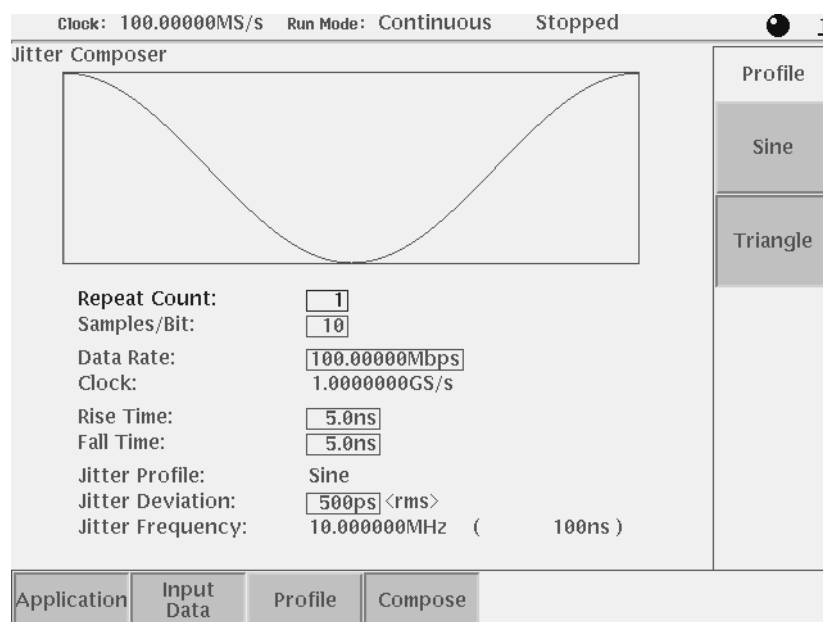 Clock: 100.00000MS/s Run Mode: Continuous Stopped
Jitter Composer
Profile
Sine
Triangle
Repeat Count: 1
Samples/Bit: 10
Data Rate: 100.00000Mbps
Clock: 1.0000000GS/s
Rise Time: 5.0ns
Fall Time: 5.0ns
Jitter Profile: Sine
Jitter Deviation: 500ps <rms>
Jitter Frequency: 10.000000MHz ( 100ns )
Application Input Data Profile Compose